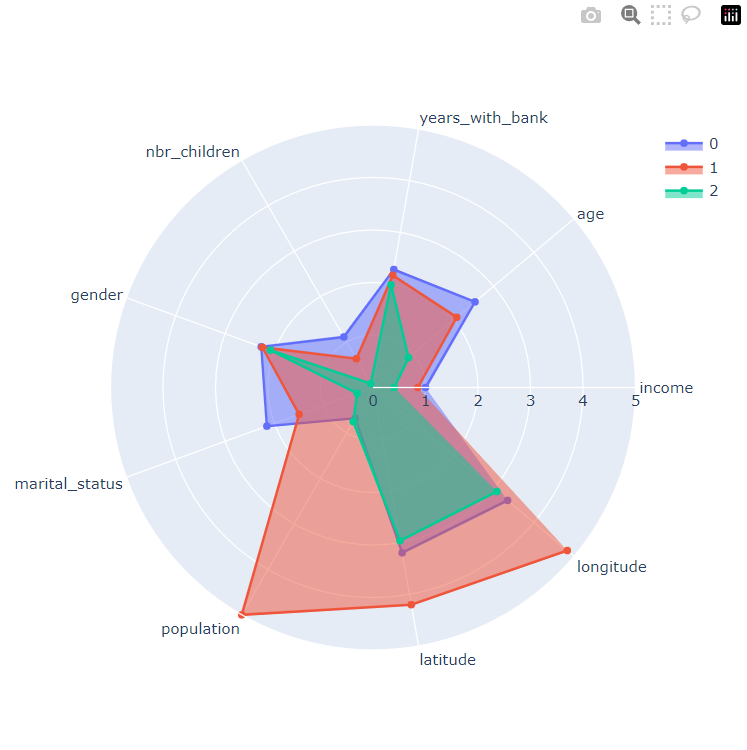 years_with_bank
0
nbr_children
1
2
age
gender
income
0 1 2 3 4 5
marital_status
longitude
population
latitude